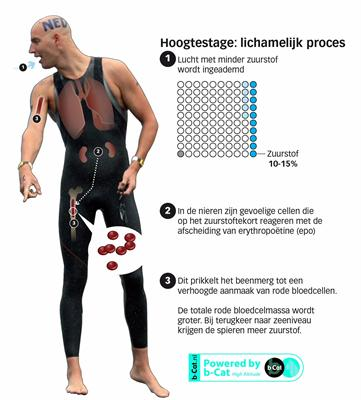 NED
Hoogtestage: lichamelijk proces
1 Lucht met minder zuurstof
wordt ingeademd
1
3
Zuurstof
10-15%
2
2 In de nieren zijn gevoelige cellen die
op het zuurstoftekort reageren met de
afscheiding van erythropoëtine (epo)
3
3 Dit prikkelt het beenmerg tot een
verhoogde aanmaak van rode bloedcellen.
De totale rode bloedcelmassa wordt
groter. Bij terugkeer naar zeeniveau
krijgen de spieren meer zuurstof.
b-Cat.nl
Powered by
b-Cat High Altitude
b-Cat